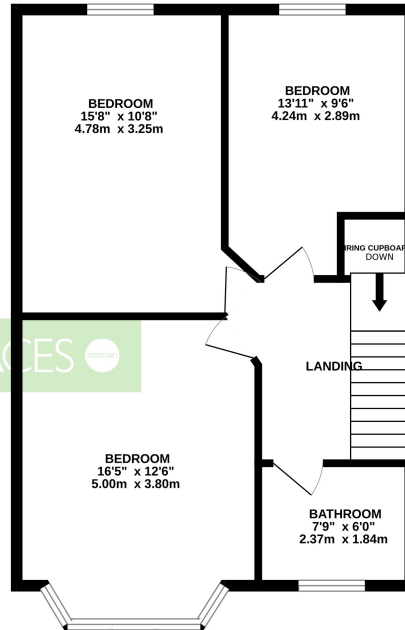 BEDROOM
15'8" x 10'8"
4.78m x 3.25m
BEDROOM
13'11" x 9'6"
4.24m x 2.89m
DOWN
LANDING
BEDROOM
16'5" x 12'6"
5.00m x 3.80m
BATHROOM
7'9" x 6'0"
2.37m x 1.84m